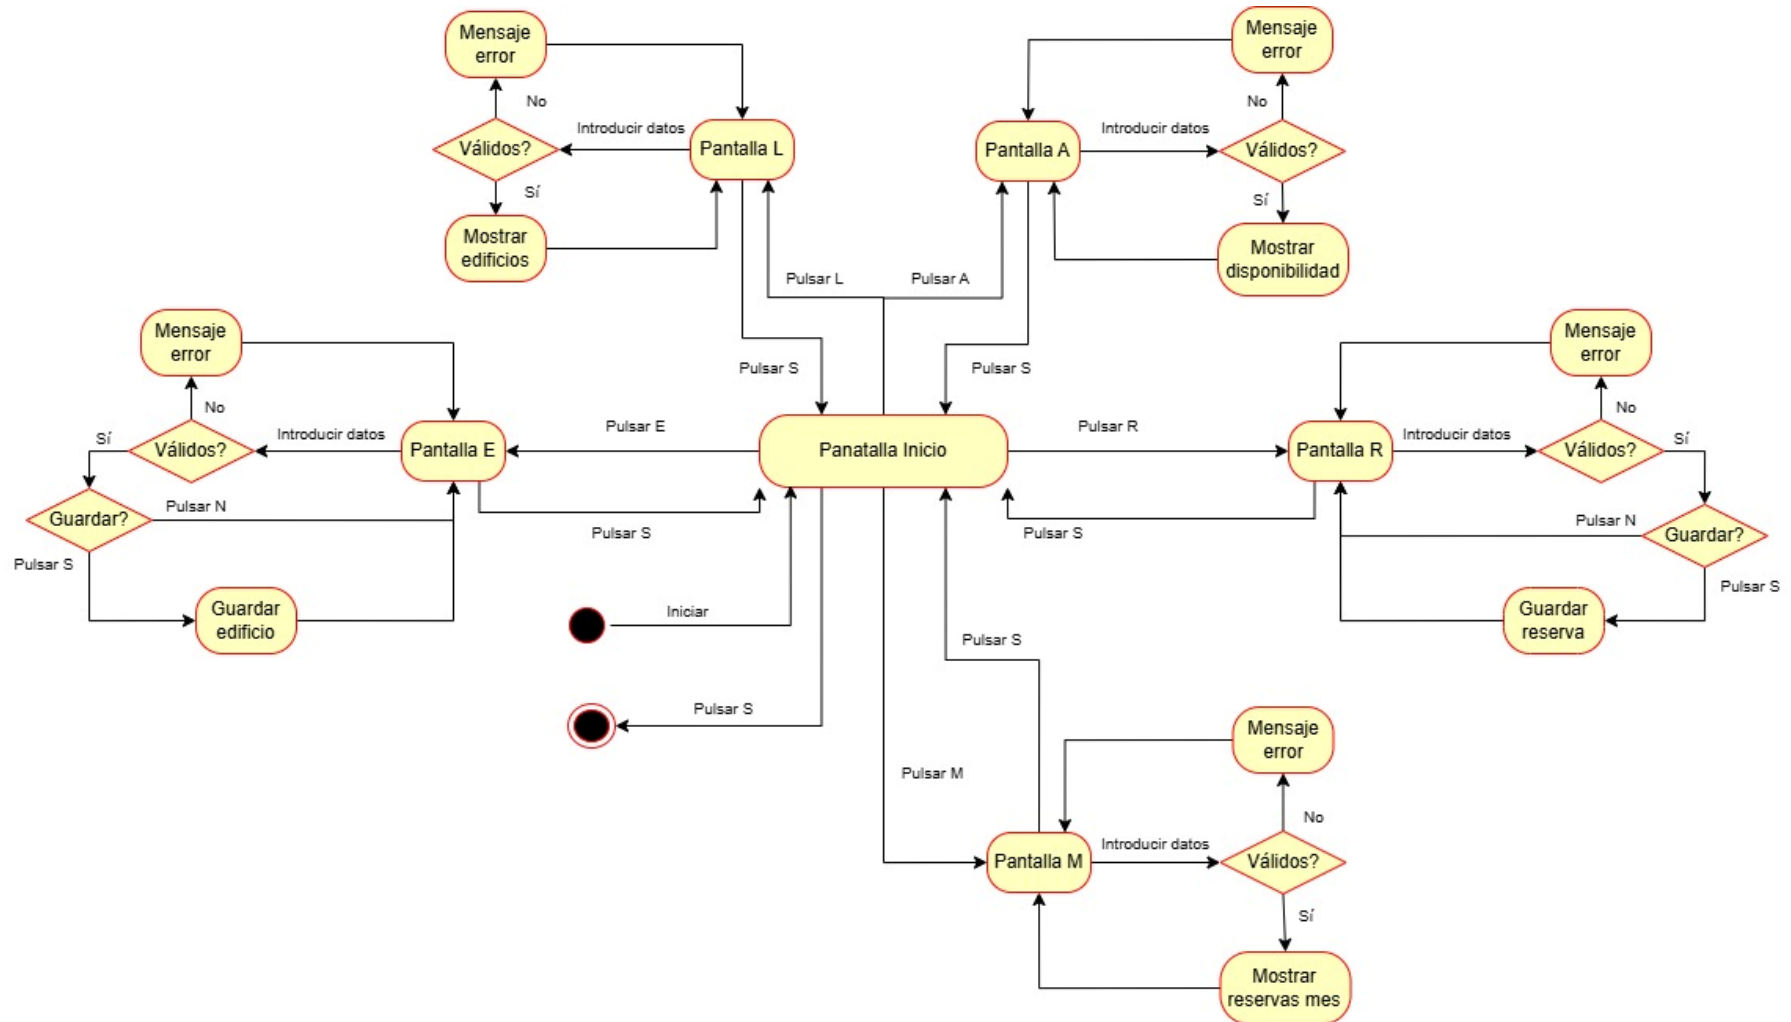 Mensaje
error
Mensaje
error
No
No
Válidos?
Introducir datos
Pantalla L
Pantalla A
Introducir datos
Válidos?
Sí
Sí
Mostrar
edificios
Mostrar
disponibilidad
Pulsar L
Pulsar A
Mensaje
error
Mensaje
error
Pulsar S
Pulsar S
No
No
Sí
Válidos?
Introducir datos
Pantalla E
Pulsar E
Panatalla Inicio
Pulsar R
Pantalla R
Introducir datos
Válidos?
Sí
Guardar?
Pulsar N
Pulsar S
Pulsar S
Pulsar N
Guardar?
Pulsar S
Pulsar S
Guardar
edificio
Iniciar
Guardar
reserva
Pulsar S
Pulsar S
Mensaje
error
Pulsar M
No
Pantalla M
Introducir datos
Válidos?
Sí
Mostrar
reservas mes